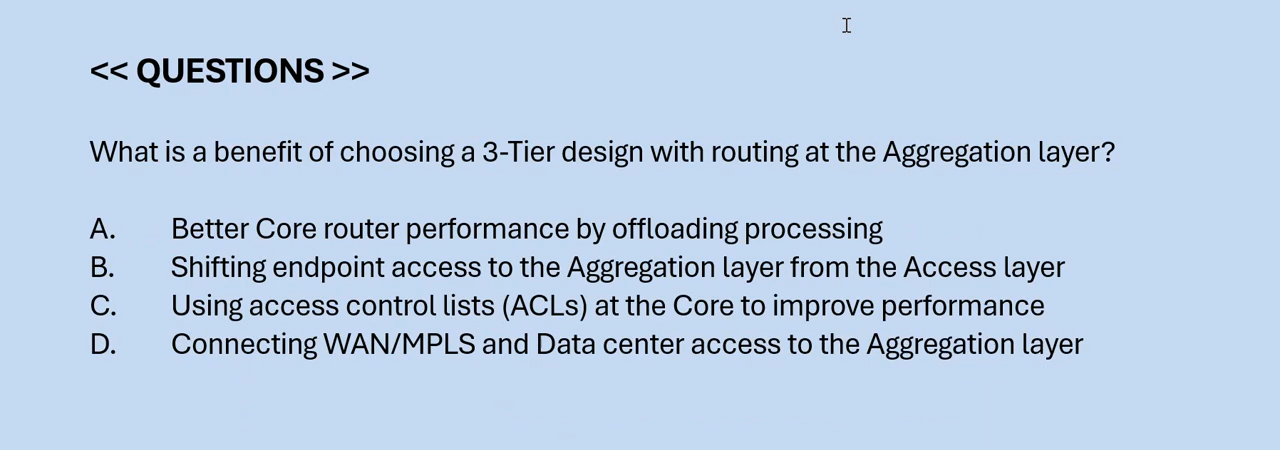 << QUESTIONS >>
What is a benefit of choosing a 3-Tier design with routing at the Aggregation layer?
A. Better Core router performance by offloading processing
B. Shifting endpoint access to the Aggregation layer from the Access layer
C. Using access control lists (ACLs) at the Core to improve performance
D. Connecting WAN/MPLS and Data center access to the Aggregation layer